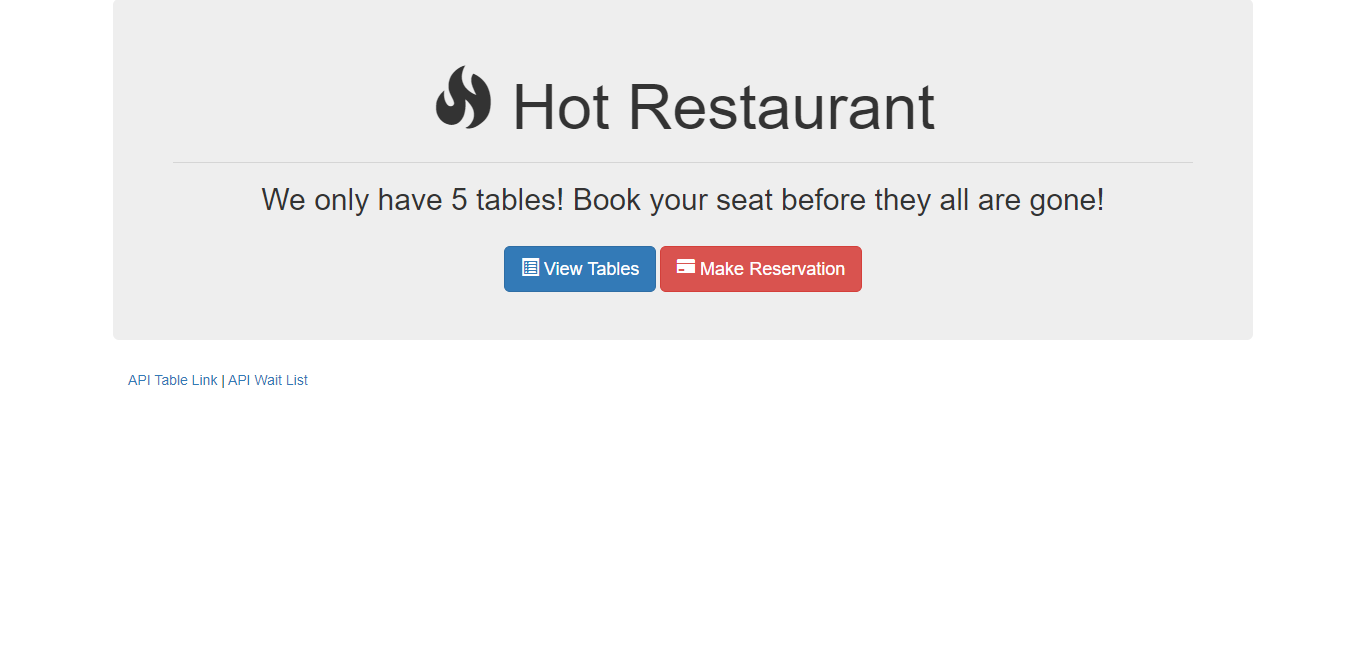 Hot Restaurant
We only have 5 tables! Book your seat before they all are gone!
View Tables Make Reservation
API Table Link | API Wait List